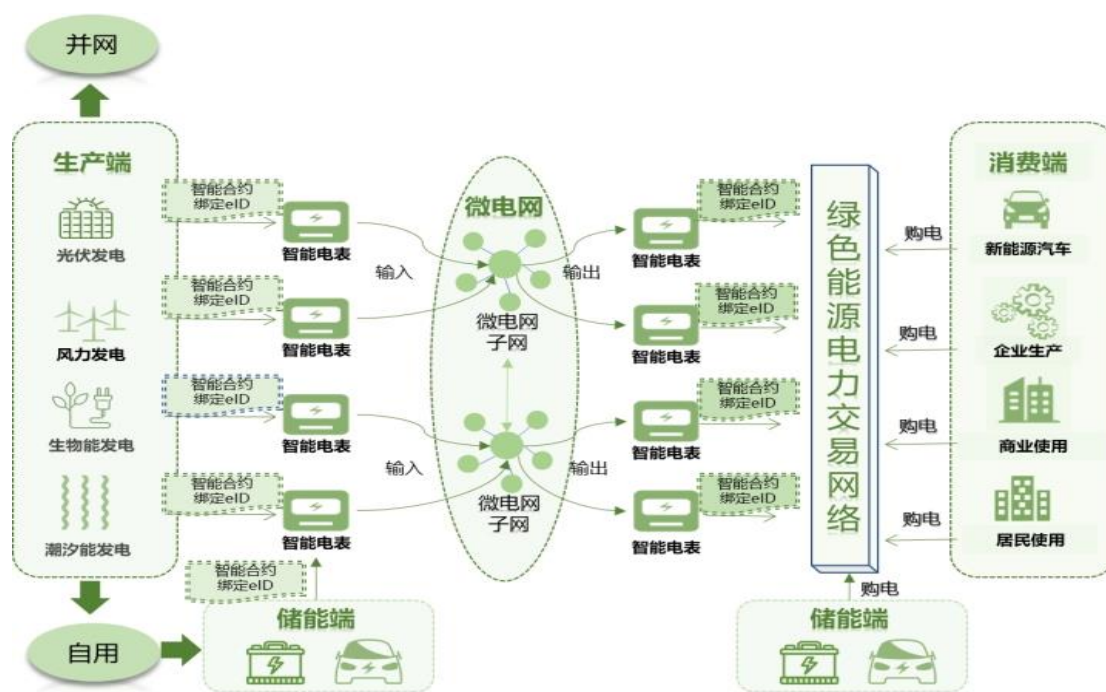 并网
生产端
光伏发电
风力发电
生物能发电
潮汐能发电
自用
智能合约
绑定eID
智能电表
智能合约
绑定eID
智能电表
智能合约
绑定eID
智能电表
智能合约
绑定eID
智能电表
智能合约
绑定eID
储能端
输入
输入
微电网
微电网
子网
微电网
子网
输出
输出
智能电表
智能合约
绑定eID
智能电表
智能合约
绑定eID
智能电表
智能合约
绑定eID
智能电表
智能合约
绑定eID
绿色能源电力交易网络
购电
购电
购电
购电
购电
储能端
消费端
新能源汽车
企业生产
商业使用
居民使用